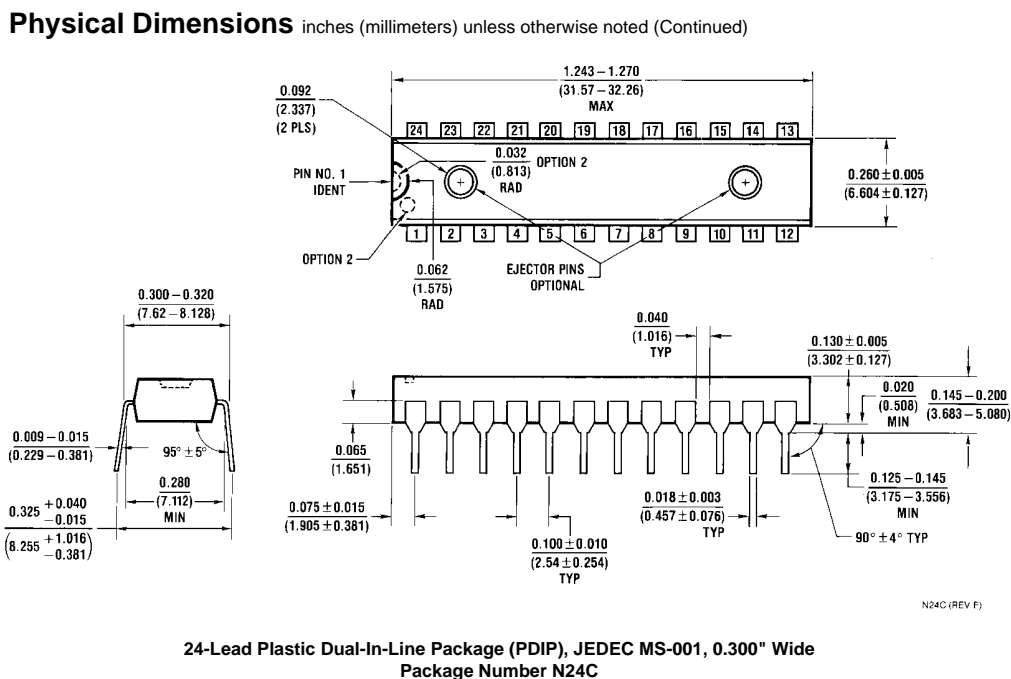 Physical Dimensions inches (millimeters) unless otherwise noted (Continued)
1.243 – 1.270
(31.57 – 32.26)
MAX
0.092
(2.337)
(2 PLS)
24 23 22 21 20 19 18 17 16 15 14 13
0.032
(0.813)
RAD
OPTION 2
PIN NO. 1
IDENT
0.260 ± 0.005
(6.604 ± 0.127)
1 2 3 4 5 6 7 8 9 10 11 12
OPTION 2
0.062
(1.575)
RAD
EJECTOR PINS
OPTIONAL
0.300 – 0.320
(7.62 – 8.128)
0.040
(1.016)
TYP
0.130 ± 0.005
(3.302 ± 0.127)
0.020
(0.508)
MIN
0.145 – 0.200
(3.683 – 5.080)
0.009 – 0.015
(0.229 – 0.381)
95° ± 5°
0.065
(1.651)
0.280
(7.112)
MIN
0.125 – 0.145
(3.175 – 3.556)
MIN
0.325 + 0.040
– 0.015
(8.255 + 1.016
– 0.381)
0.075 ± 0.015
(1.905 ± 0.381)
0.018 ± 0.003
(0.457 ± 0.076)
TYP
0.100 ± 0.010
(2.54 ± 0.254)
TYP
90° ± 4° TYP
N24C (REV F)
24-Lead Plastic Dual-In-Line Package (PDIP), JEDEC MS-001, 0.300" Wide
Package Number N24C